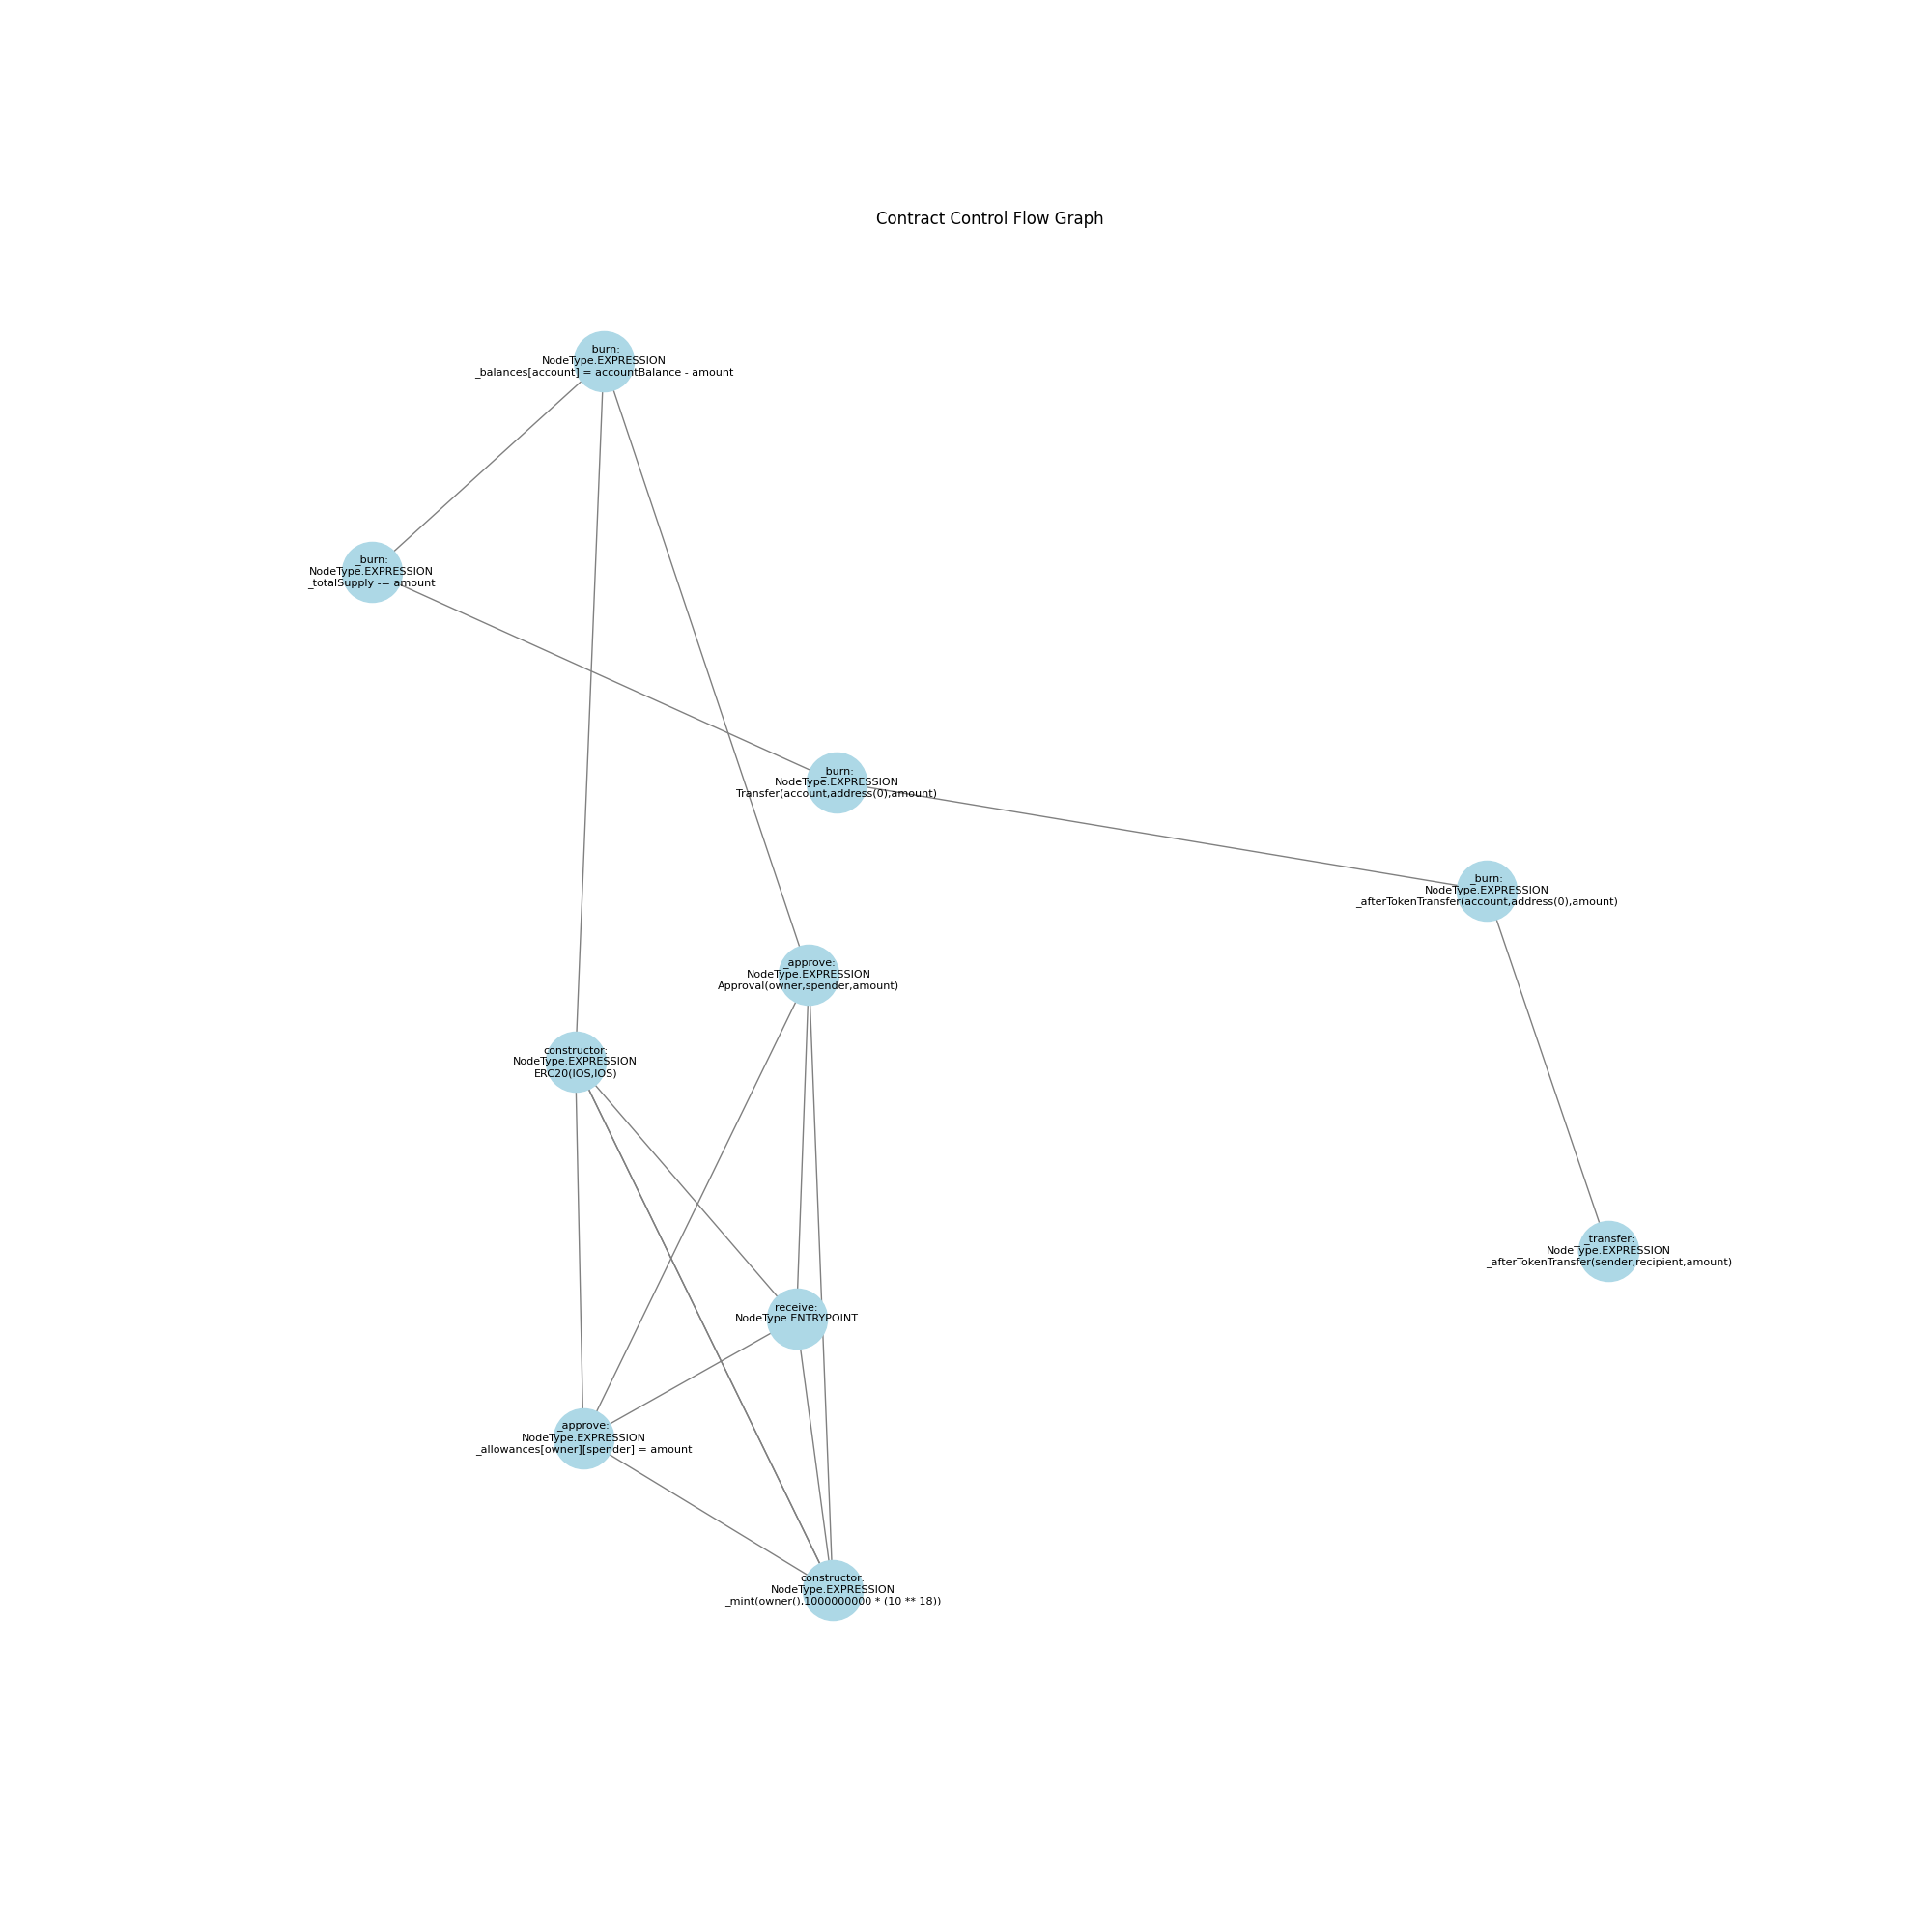 Contract Control Flow Graph
_burn:
NodeType.EXPRESSION
_balances[account] = accountBalance - amount
_burn:
NodeType.EXPRESSION
_totalSupply -= amount
_burn:
NodeType.EXPRESSION
Transfer(account,address(0),amount)
_burn:
NodeType.EXPRESSION
_afterTokenTransfer(account,address(0),amount)
_approve:
NodeType.EXPRESSION
Approval(owner,spender,amount)
constructor:
NodeType.EXPRESSION
ERC20(IOS,IOS)
_transfer:
NodeType.EXPRESSION
_afterTokenTransfer(sender,recipient,amount)
receive:
NodeType.ENTRYPOINT
_approve:
NodeType.EXPRESSION
_allowances[owner][spender] = amount
constructor:
NodeType.EXPRESSION
_mint(owner(),1000000000 * (10 ** 18))